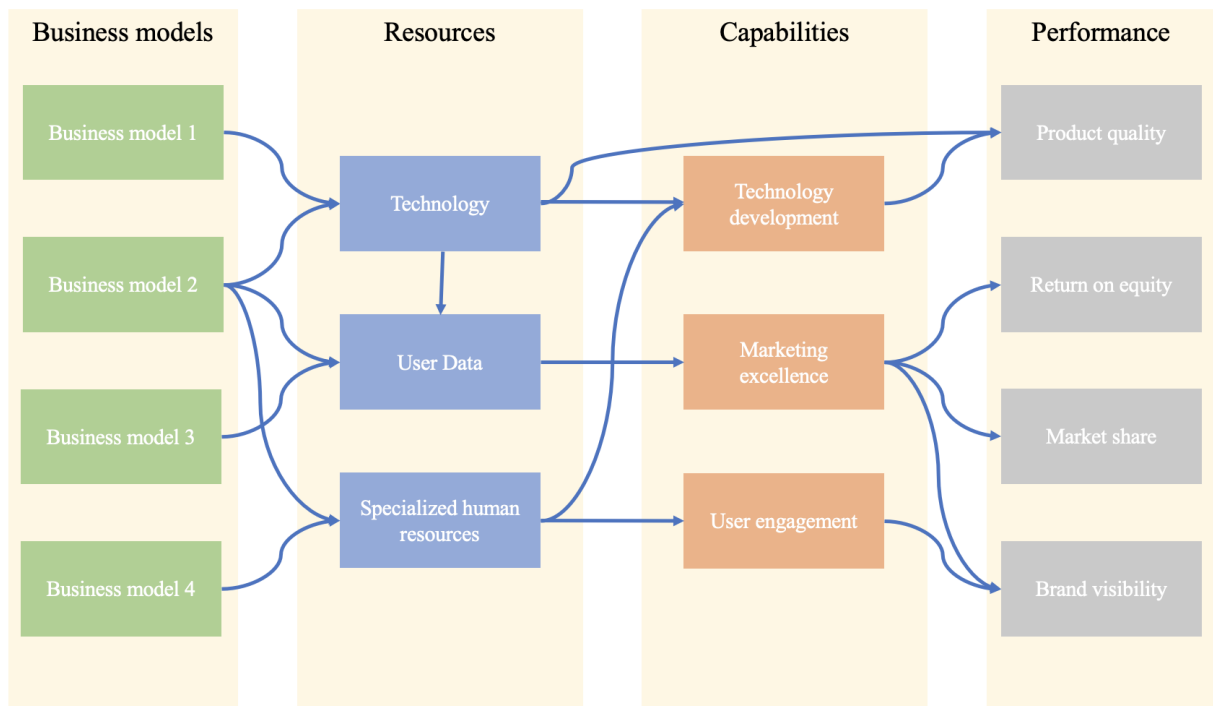 Business models
Resources
Capabilities
Performance
Business model 1
Business model 2
Business model 3
Business model 4
Technology
User Data
Specialized human
resources
Technology
development
Marketing
excellence
User engagement
Product quality
Return on equity
Market share
Brand visibility